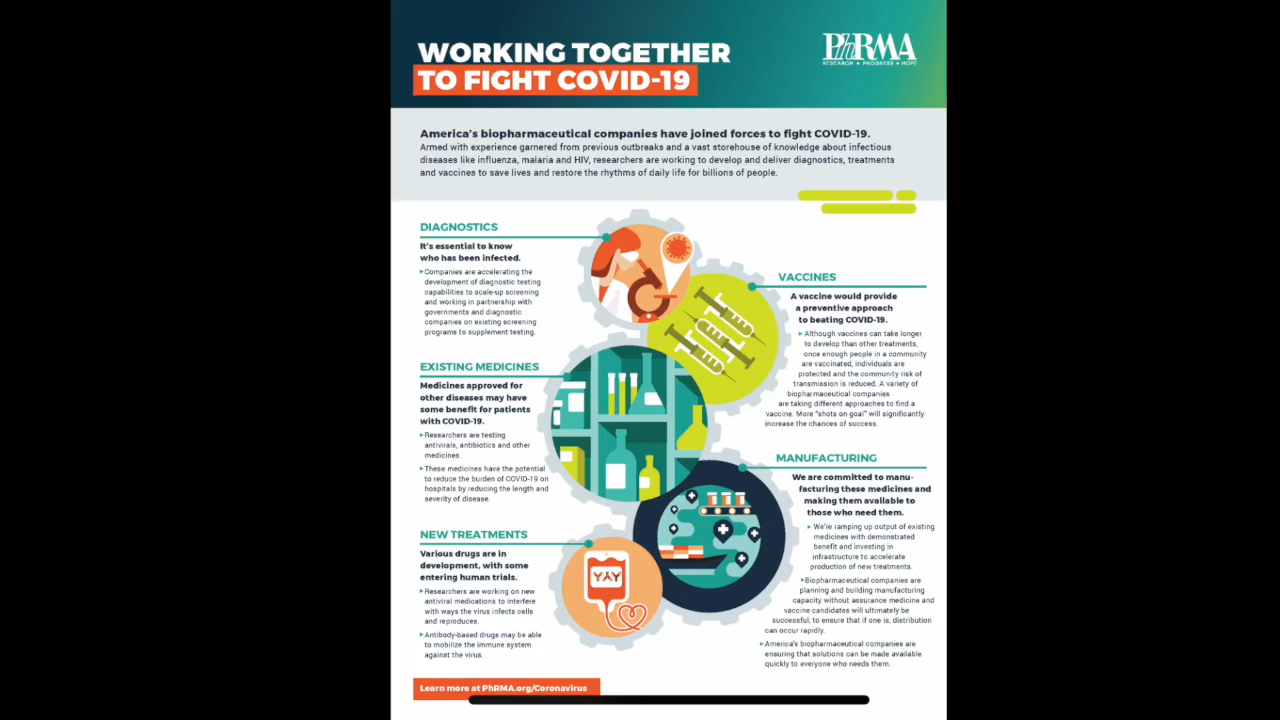 WORKING TOGETHER
TO FIGHT COVID-19
PhRMA
RESEARCH • PROGRESS • HOPE
America's biopharmaceutical companies have joined forces to fight COVID-19.
Armed with experience garnered from previous outbreaks and a vast storehouse of knowledge about infectious
diseases like influenza, malaria and HIV, researchers are working to develop and deliver diagnostics, treatments
and vaccines to save lives and restore the rhythms of daily life for billions of people.
DIAGNOSTICS
It's essential to know
who has been infected.
Companies are accelerating the
development of diagnostic testing
capabilities to scale-up screening
and working in partnership with
governments and diagnostic
companies on existing screening
programs to supplement testing.
EXISTING MEDICINES
Medicines approved for
other diseases may have
some benefit for patients
with COVID-19.
Researchers are testing
antivirals, antibiotics and other
medicines.
These medicines have the potential
to reduce the burden of COVID-19 on
hospitals by reducing the length and
severity of disease.
NEW TREATMENTS
Various drugs are in
development, with some
entering human trials.
Researchers are working on new
antiviral medications to interfere
with ways the virus infects cells
and reproduces.
Antibody-based drugs may be able
to mobilize the immune system
against the virus.
VACCINES
A vaccine would provide
a preventive approach
to beating COVID-19.
Although vaccines can take longer
to develop than other treatments,
once enough people in a community
are vaccinated, individuals are
protected and the community risk of
transmission is reduced. A variety of
biopharmaceutical companies
are taking different approaches to find a
vaccine. More "shots on goal" will significantly
increase the chances of success.
MANUFACTURING
We are committed to manu-
facturing these medicines and
making them available to
those who need them.
We're ramping up output of existing
medicines with demonstrated
benefit and investing in
infrastructure to accelerate
production of new treatments.
Biopharmaceutical companies are
planning and building manufacturing
capacity without assurance medicine and
vaccine candidates will ultimately be
successful, to ensure that if one is, distribution
can occur rapidly.
America's biopharmaceutical companies are
ensuring that solutions can be made available
quickly to everyone who needs them.
Learn more at PhRMA.org/Coronavirus